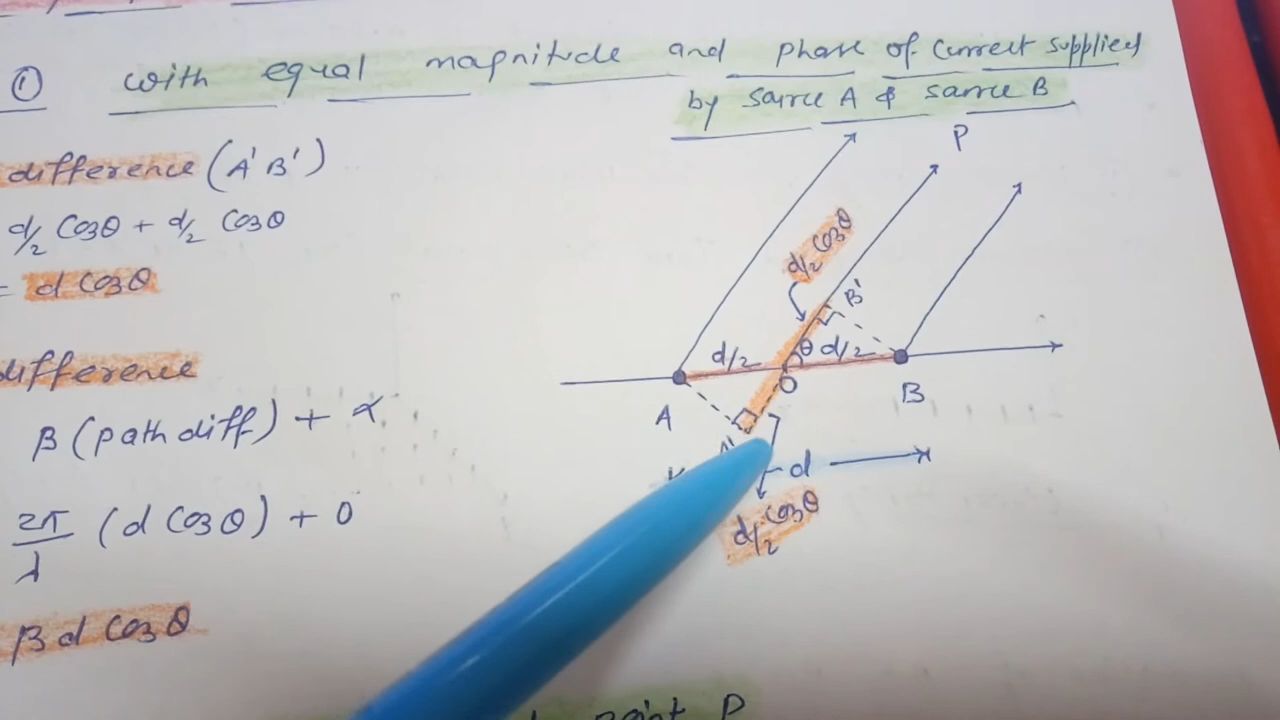 ① with equal magnitude and phase of current supplied
by source A & source B
difference (A'B')
d/2 Cosθ + d/2 Cosθ
= d Cosθ
difference
β (path diff) + α
2π/λ (d Cosθ) + 0
β d Cosθ
P
d/2 Cosθ
B'
d/2
θ
d/2
O
A
B
d
d/2 Cosθ
point P